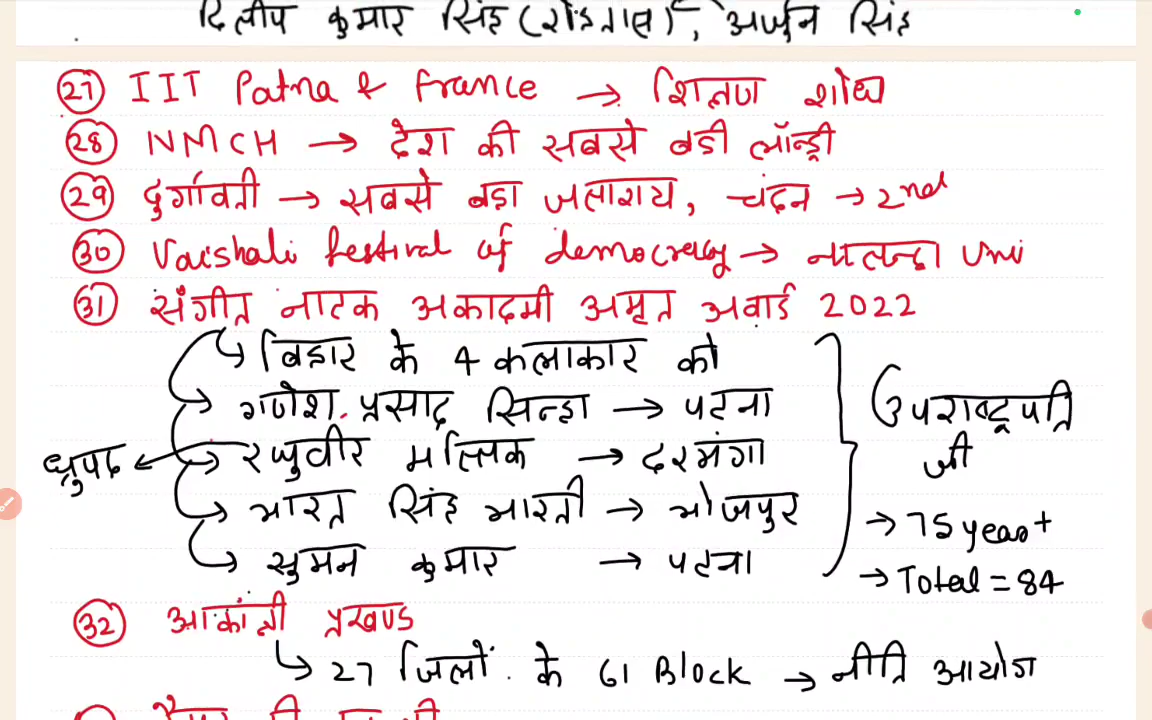 दिलीप कुमार सिंह (रोहतास), अर्जुन सिंह
27 IIT Patna & france → शिलण शोध
28 NMCH → देश की सबसे बडी लॉन्ड्री
29 दुर्गावती → सबसे बड़ा जलाशय, चंदन → 2nd
30 Vaishali festival of democracy → नालन्दा Uni
31 संगीत नाटक अकादमी अमृत अवार्ड 2022
बिहार के 4 कलाकार को
गणेश प्रसाद सिन्हा → पटना
उपराष्ट्रपति जी
ध्रुपद ← रघुवीर मल्लिक → दरभंगा
भारत सिंह भारती → भोजपुर
→ 75 year+
सुमन कुमार → पटना
→ Total = 84
32 आकांक्षी प्रखण्ड
27 जिलों के 61 Block → नीति आयोग